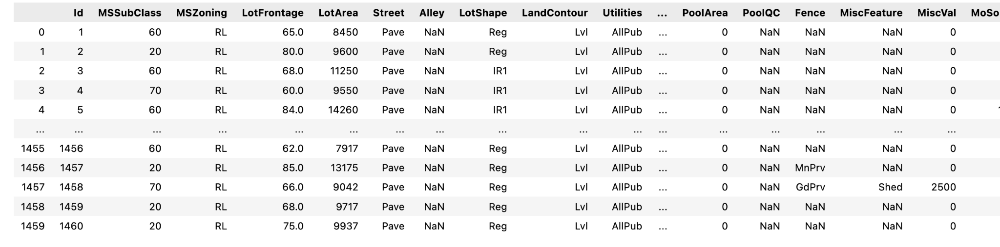 Id MSSubClass MSZoning LotFrontage LotArea Street Alley LotShape LandContour Utilities ... PoolArea PoolQC Fence MiscFeature MiscVal MoSo
0 1 60 RL 65.0 8450 Pave NaN Reg Lvl AllPub ... 0 NaN NaN NaN 0
1 2 20 RL 80.0 9600 Pave NaN Reg Lvl AllPub ... 0 NaN NaN NaN 0
2 3 60 RL 68.0 11250 Pave NaN IR1 Lvl AllPub ... 0 NaN NaN NaN 0
3 4 70 RL 60.0 9550 Pave NaN IR1 Lvl AllPub ... 0 NaN NaN NaN 0
4 5 60 RL 84.0 14260 Pave NaN IR1 Lvl AllPub ... 0 NaN NaN NaN 0
... ... ... ... ... ... ... ... ... ... ... ... ... ... ... ... ...
1455 1456 60 RL 62.0 7917 Pave NaN Reg Lvl AllPub ... 0 NaN NaN NaN 0
1456 1457 20 RL 85.0 13175 Pave NaN Reg Lvl AllPub ... 0 NaN MnPrv NaN 0
1457 1458 70 RL 66.0 9042 Pave NaN Reg Lvl AllPub ... 0 NaN GdPrv Shed 2500
1458 1459 20 RL 68.0 9717 Pave NaN Reg Lvl AllPub ... 0 NaN NaN NaN 0
1459 1460 20 RL 75.0 9937 Pave NaN Reg Lvl AllPub ... 0 NaN NaN NaN 0